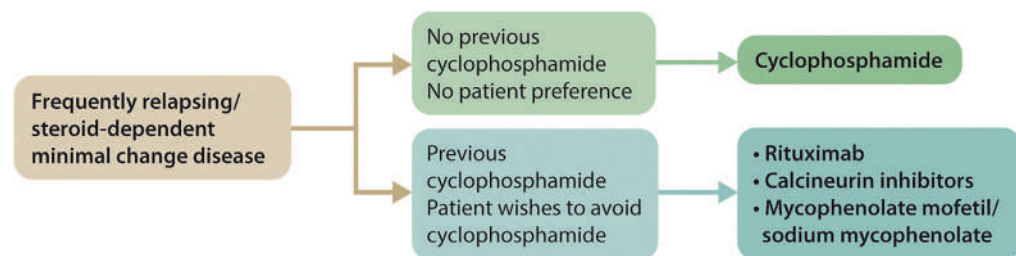 Frequently relapsing/
steroid-dependent
minimal change disease
No previous
cyclophosphamide
No patient preference
Cyclophosphamide
Previous
cyclophosphamide
Patient wishes to avoid
cyclophosphamide
• Rituximab
• Calcineurin inhibitors
• Mycophenolate mofetil/
sodium mycophenolate